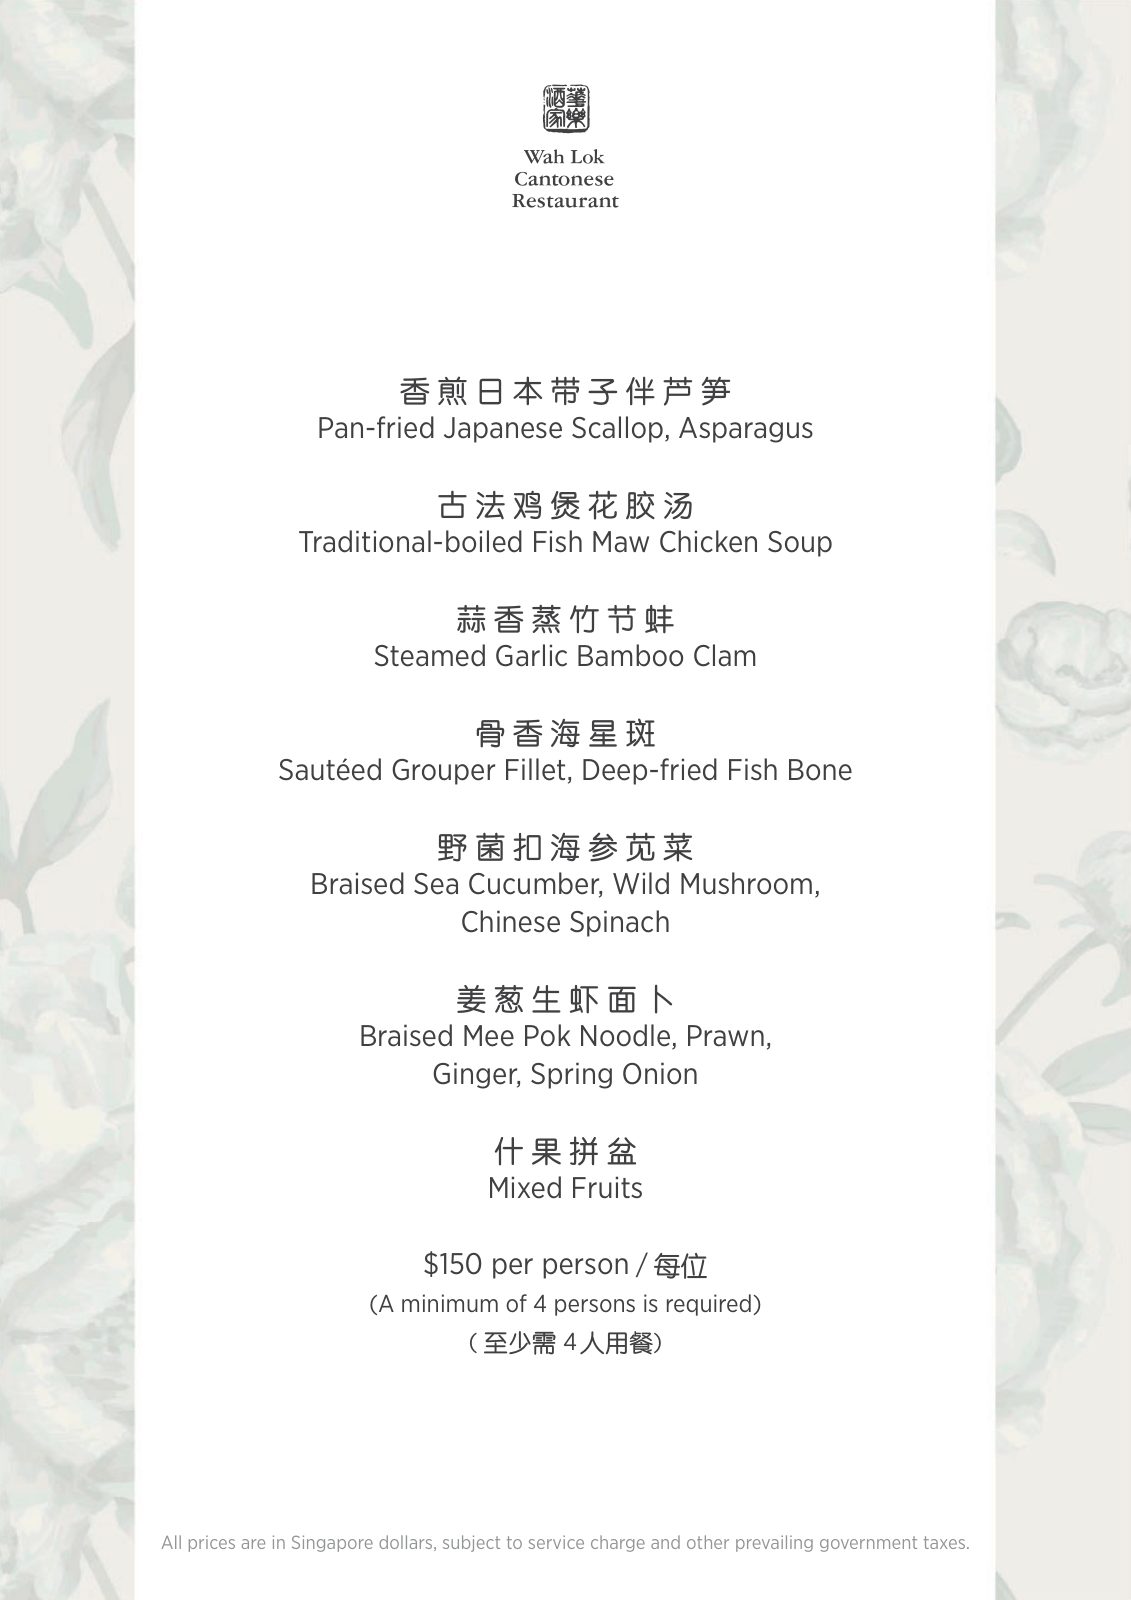 華樂
酒家
Wah Lok
Cantonese
Restaurant
香煎日本带子伴芦笋
Pan-fried Japanese Scallop, Asparagus
古法鸡煲花胶汤
Traditional-boiled Fish Maw Chicken Soup
蒜香蒸竹节蚌
Steamed Garlic Bamboo Clam
骨香海星斑
Sautéed Grouper Fillet, Deep-fried Fish Bone
野菌扣海参苋菜
Braised Sea Cucumber, Wild Mushroom,
Chinese Spinach
姜葱生虾面卜
Braised Mee Pok Noodle, Prawn,
Ginger, Spring Onion
什果拼盆
Mixed Fruits
$150 per person / 每位
(A minimum of 4 persons is required)
( 至少需 4 人用餐)
All prices are in Singapore dollars, subject to service charge and other prevailing government taxes.